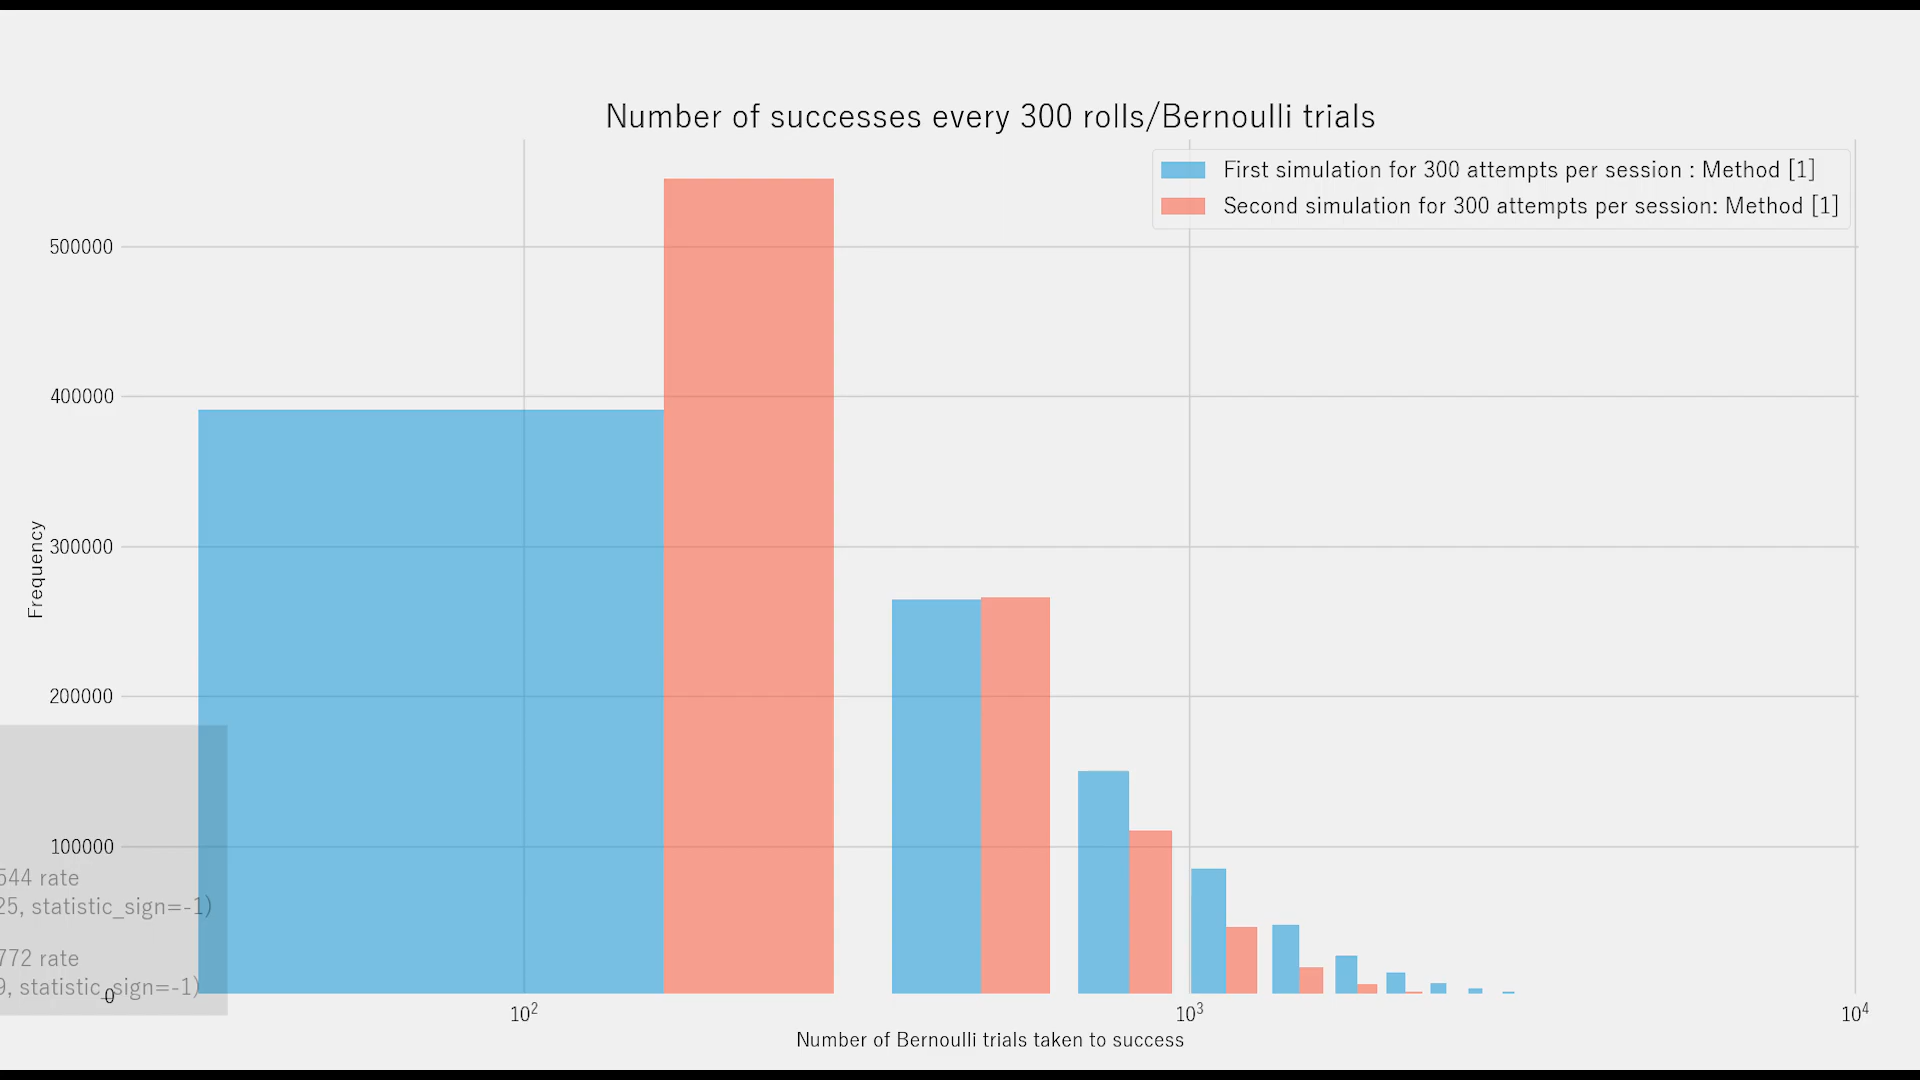 Number of successes every 300 rolls/Bernoulli trials
First simulation for 300 attempts per session : Method [1]
Second simulation for 300 attempts per session: Method [1]
500000
400000
300000
200000
100000
0
Frequency
544 rate
25, statistic_sign=-1)
772 rate
9, statistic_sign=-1)
10²
10³
10⁴
Number of Bernoulli trials taken to success